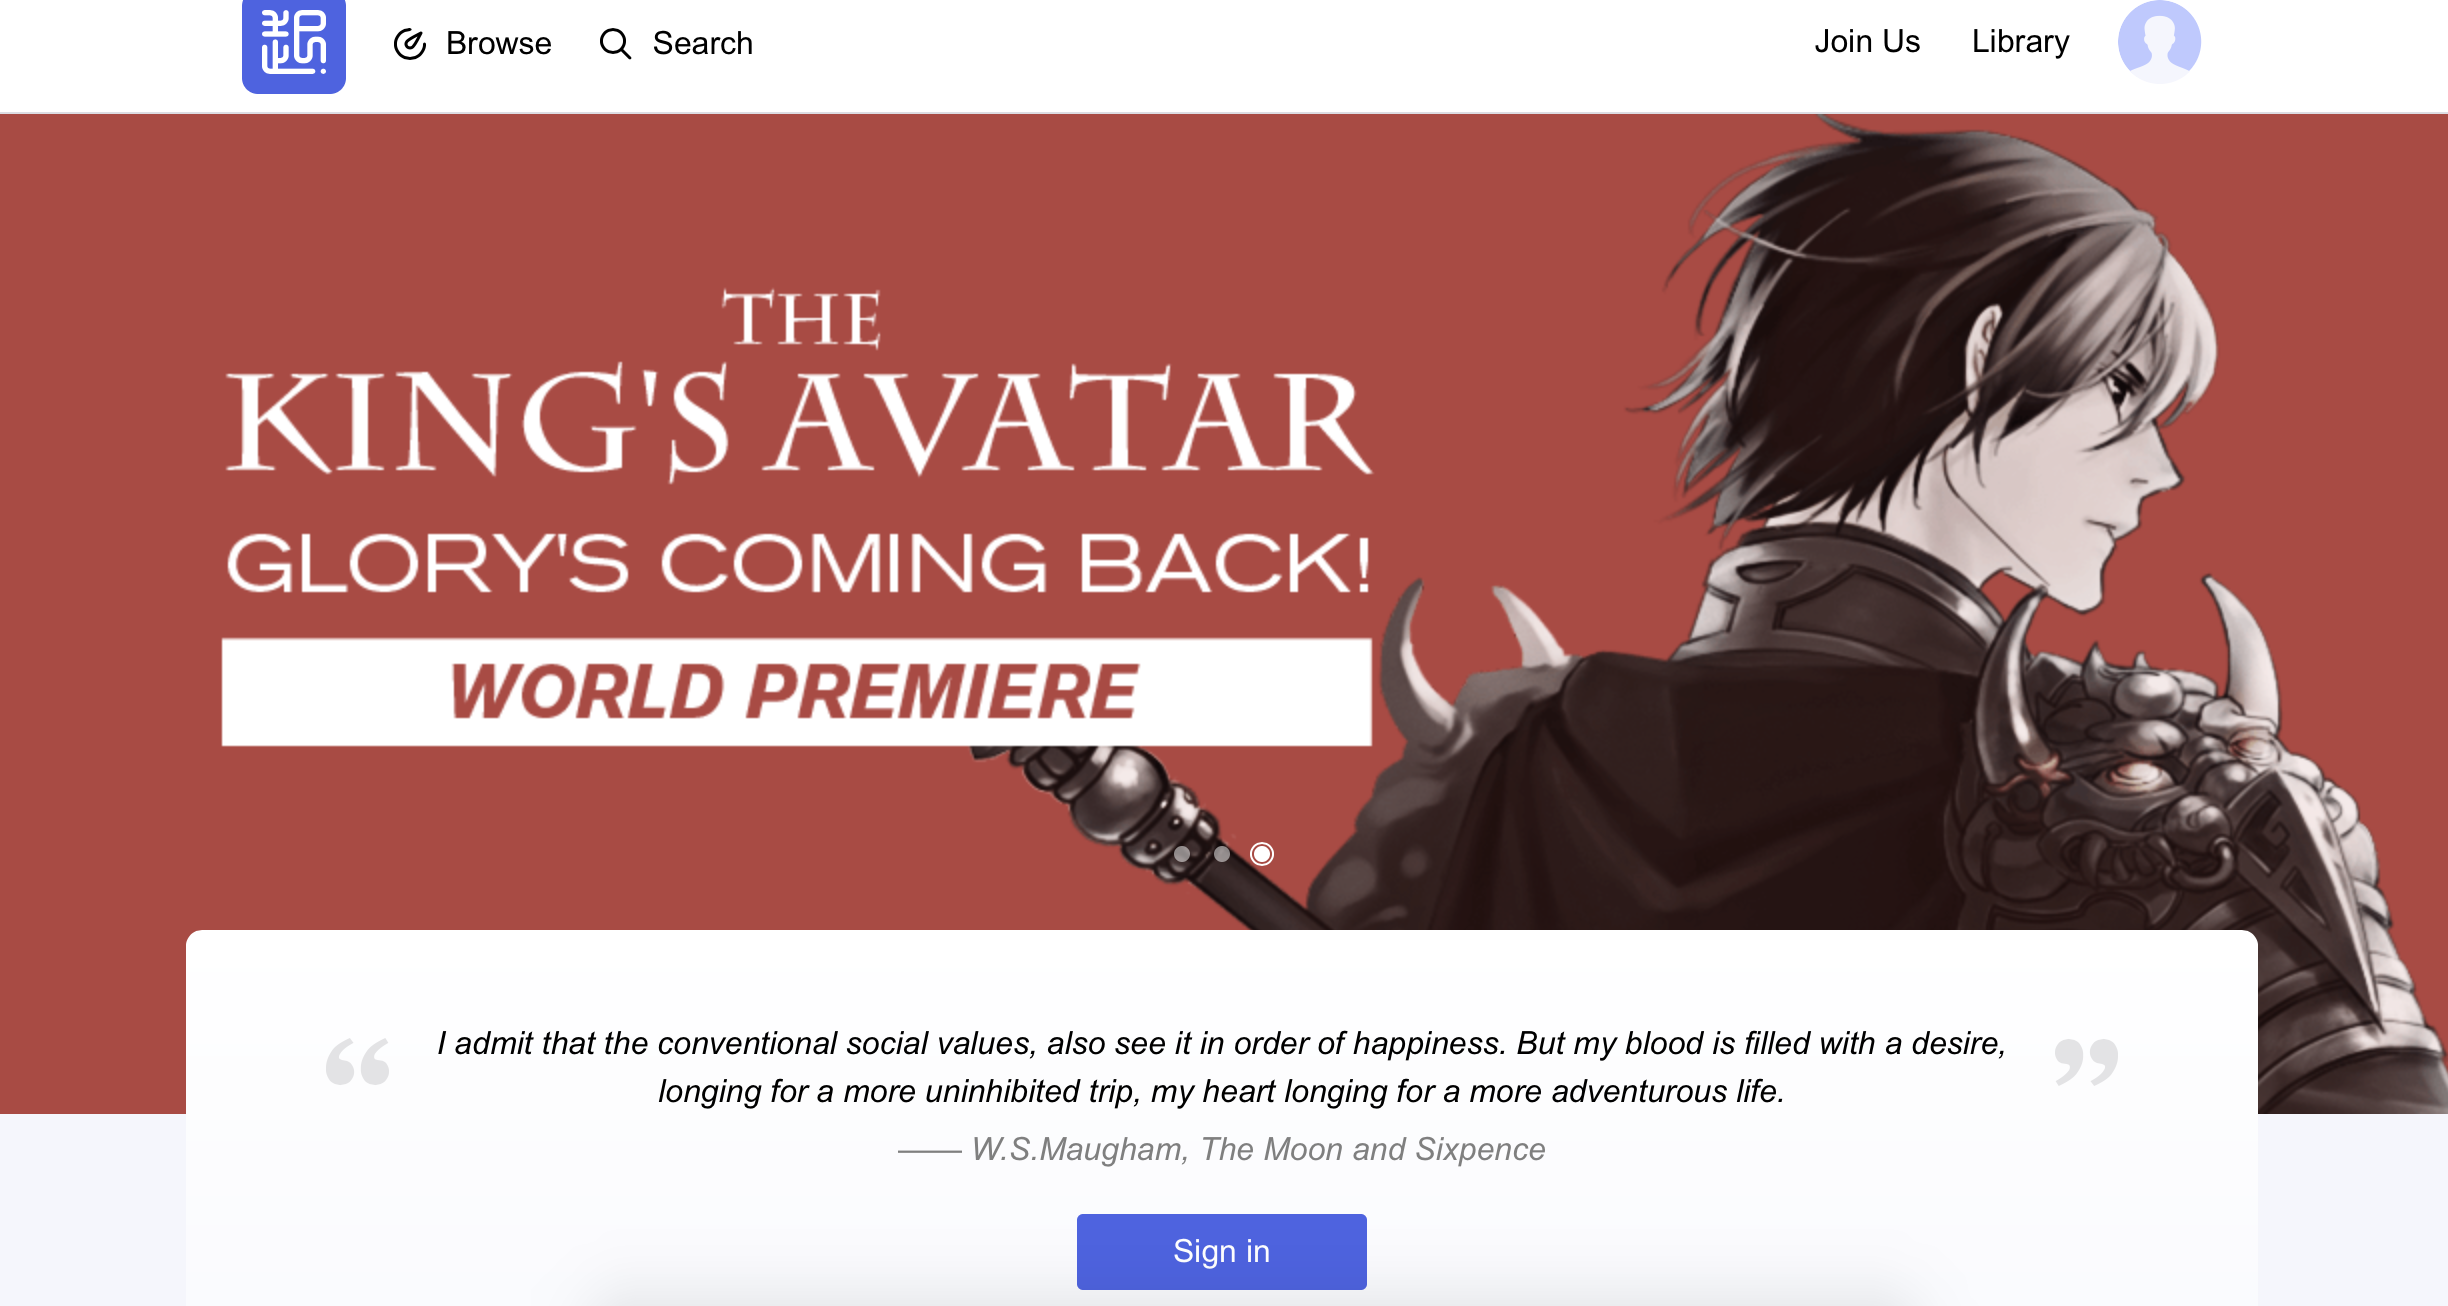 Browse
Search
Join Us
Library
THE
KING'S AVATAR
GLORY'S COMING BACK!
WORLD PREMIERE
“ I admit that the conventional social values, also see it in order of happiness. But my blood is filled with a desire, ”
longing for a more uninhibited trip, my heart longing for a more adventurous life.
—— W.S.Maugham, The Moon and Sixpence
Sign in